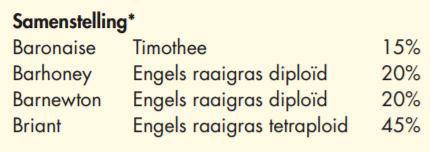 Samenstelling*
Baronaise Timothee 15%
Barhoney Engels raaigras diploïd 20%
Barnewton Engels raaigras diploïd 20%
Briant Engels raaigras tetraploid 45%